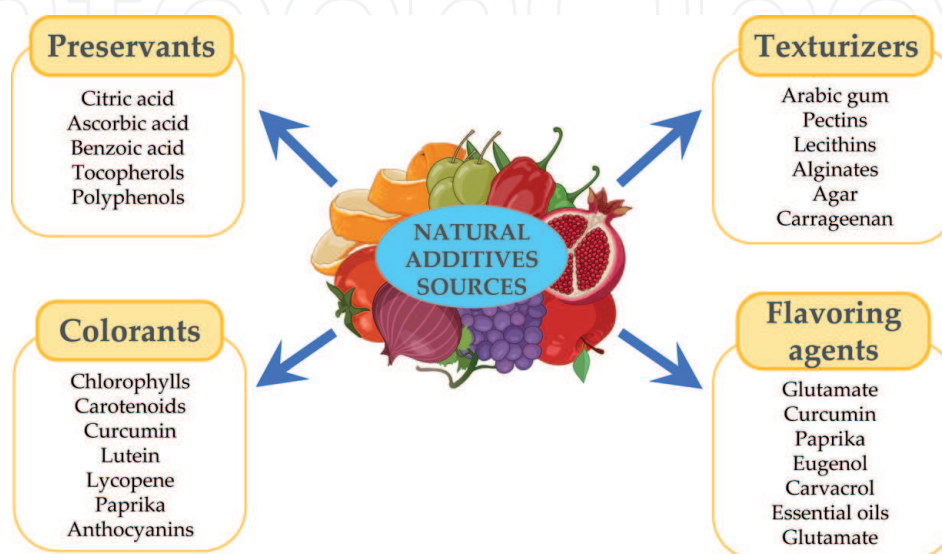 Preservants
Citric acid
Ascorbic acid
Benzoic acid
Tocopherols
Polyphenols
Texturizers
Arabic gum
Pectins
Lecithins
Alginates
Agar
Carrageenan
NATURAL
ADDITIVES
SOURCES
Colorants
Chlorophylls
Carotenoids
Curcumin
Lutein
Lycopene
Paprika
Anthocyanins
Flavoring
agents
Glutamate
Curcumin
Paprika
Eugenol
Carvacrol
Essential oils
Glutamate